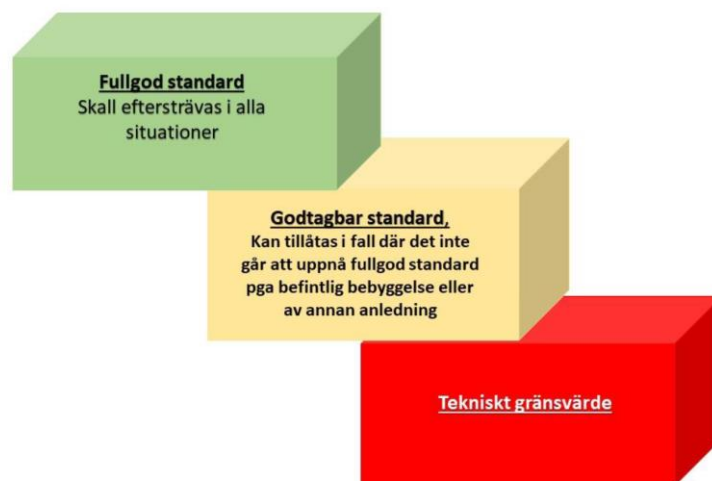 Fullgod standard
Skall eftersträvas i alla
situationer
Godtagbar standard,
Kan tillåtas i fall där det inte
går att uppnå fullgod standard
pga befintlig bebyggelse eller
av annan anledning
Tekniskt gränsvärde